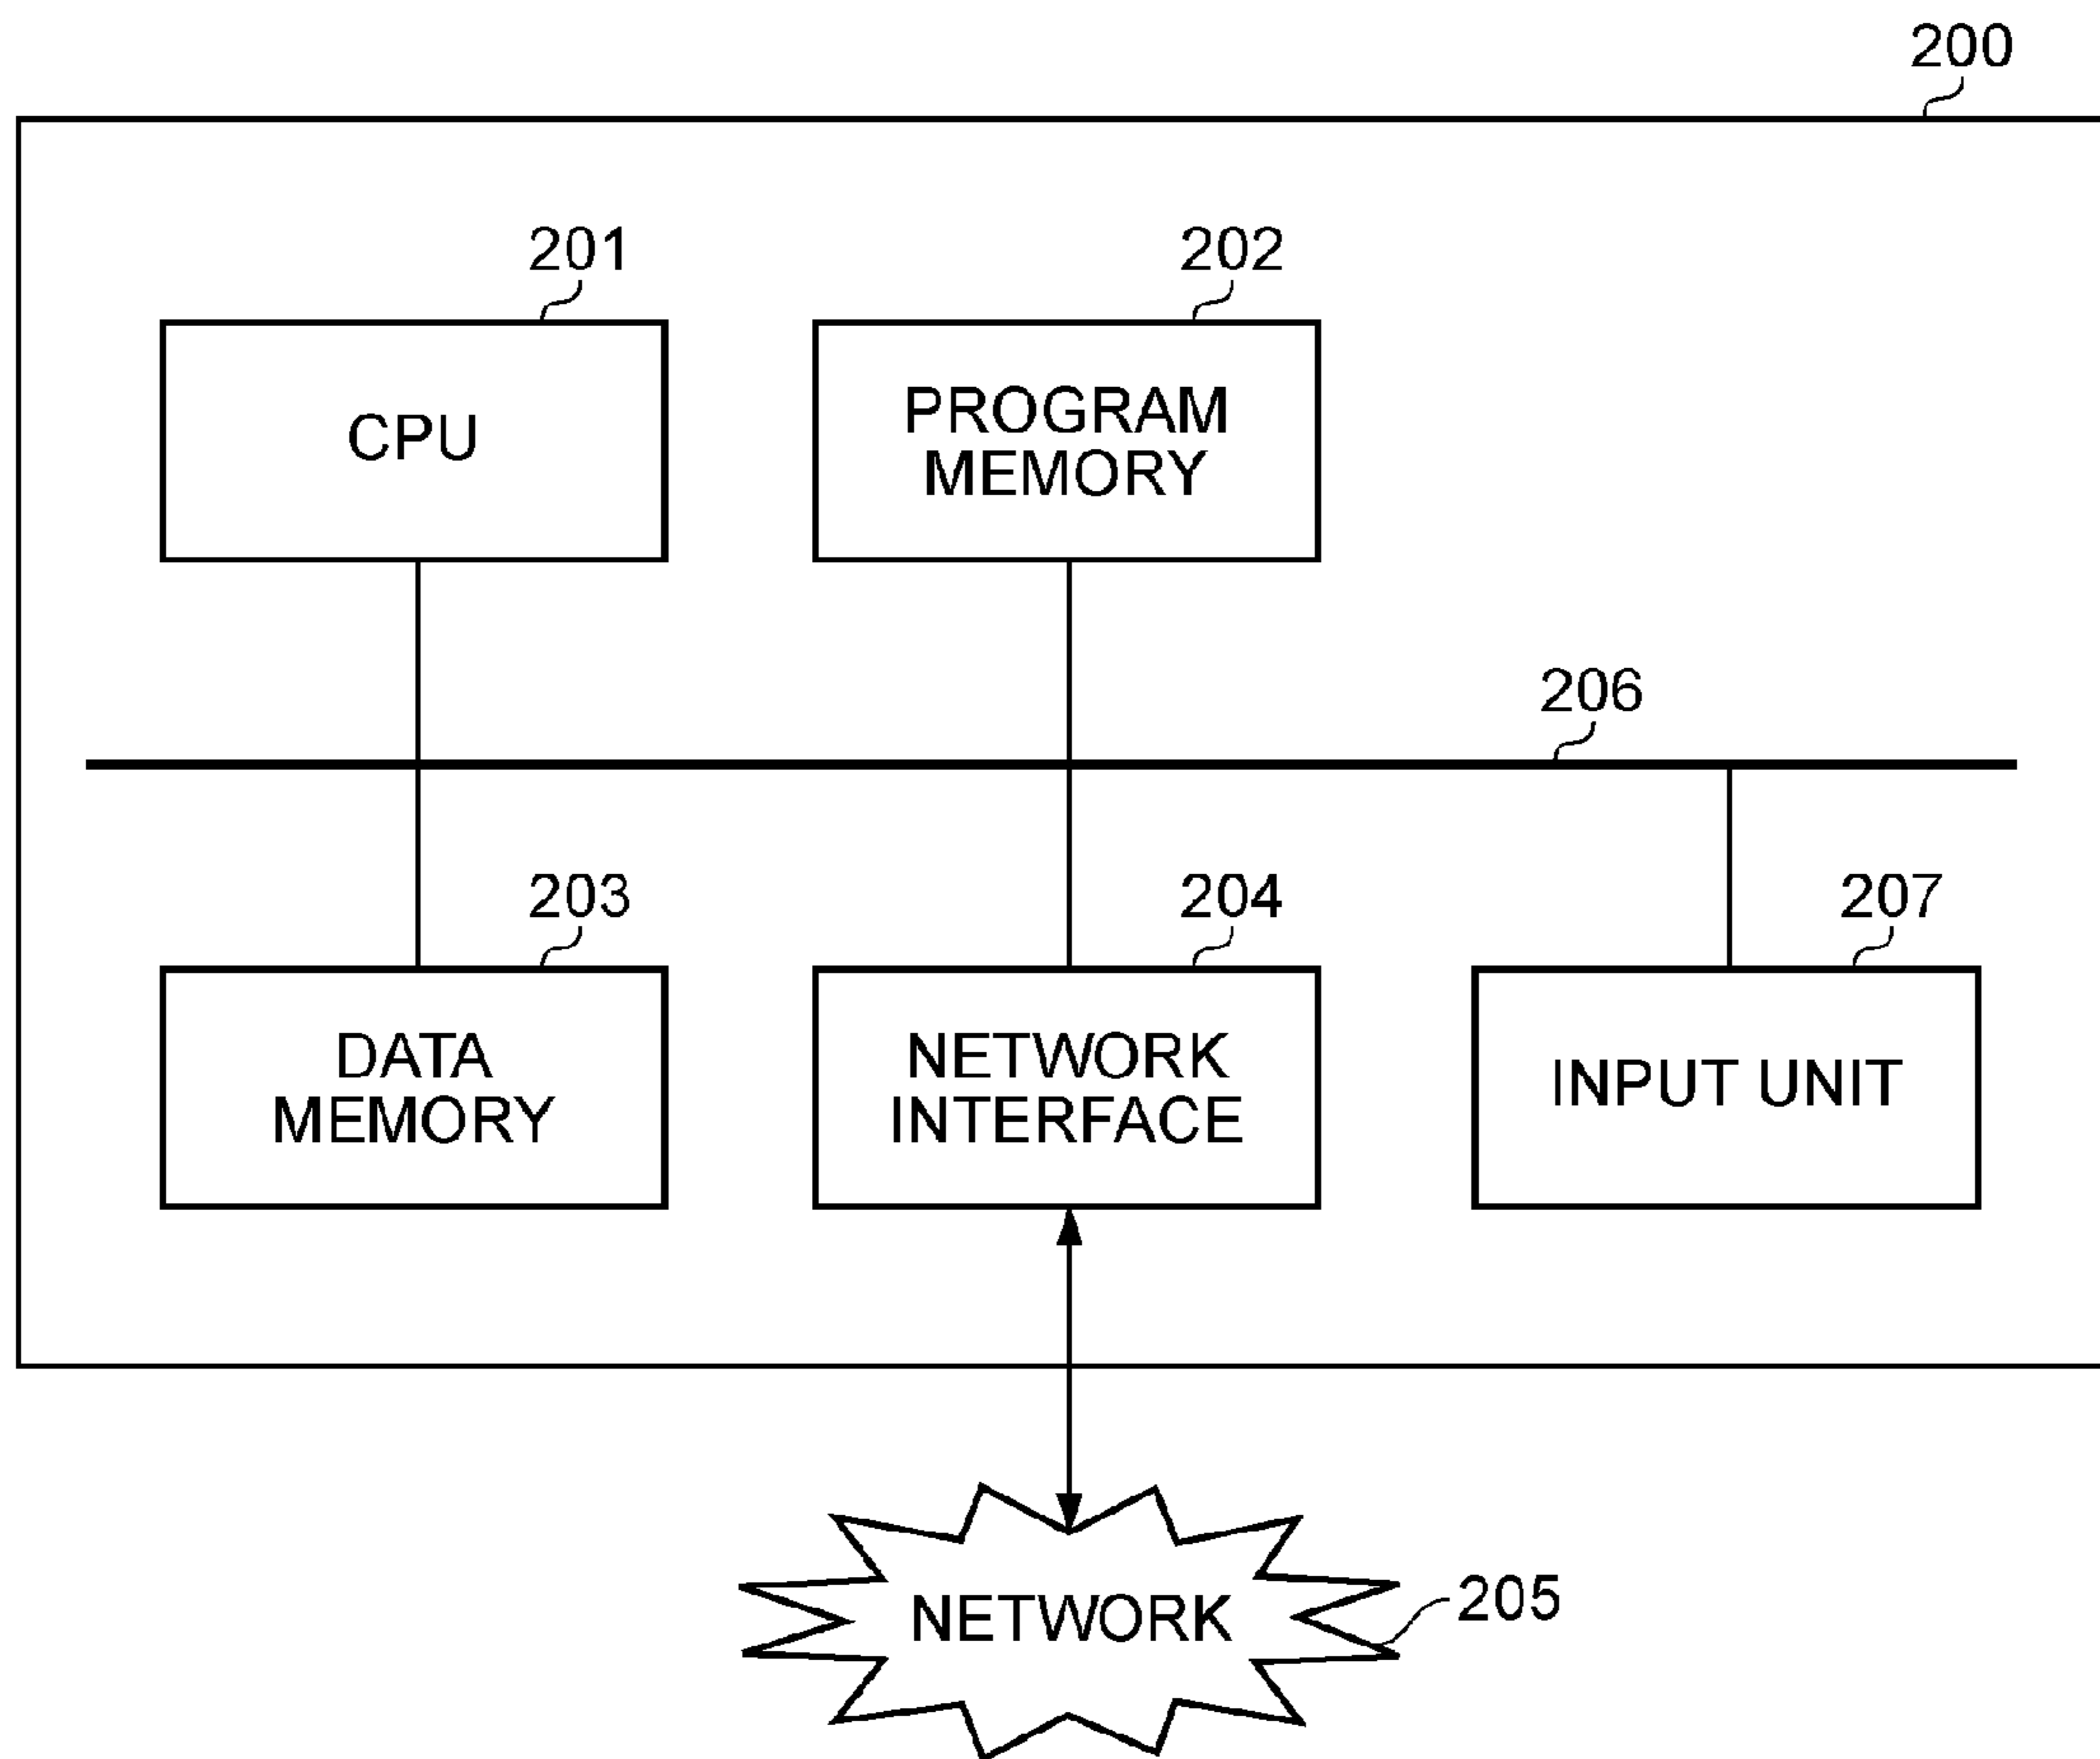 200
201
202
CPU
PROGRAM
MEMORY
206
203
204
207
DATA
MEMORY
NETWORK
INTERFACE
INPUT UNIT
NETWORK
205